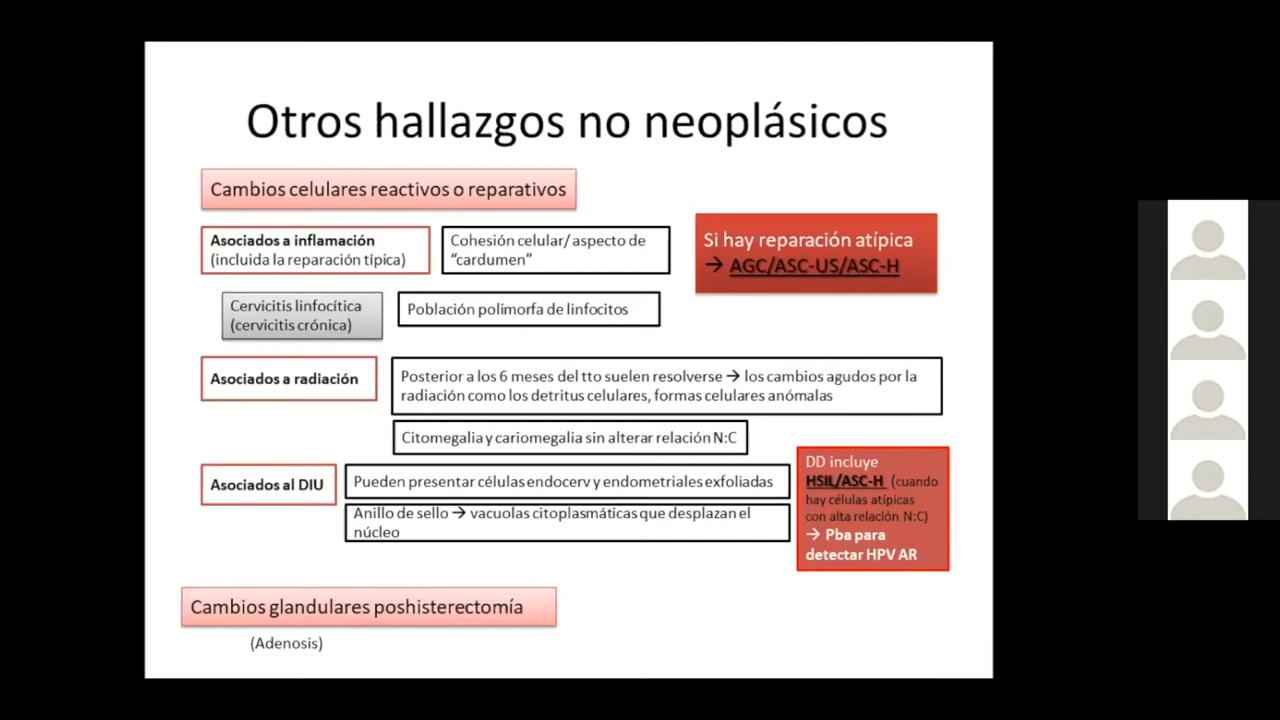 Otros hallazgos no neoplásicos
Cambios celulares reactivos o reparativos
Asociados a inflamación
(incluida la reparación típica)
Cohesión celular/ aspecto de
“cardumen”
Si hay reparación atípica
→ AGC/ASC-US/ASC-H
Cervicitis linfocítica
(cervicitis crónica)
Población polimorfa de linfocitos
Asociados a radiación
Posterior a los 6 meses del tto suelen resolverse → los cambios agudos por la
radiación como los detritus celulares, formas celulares anómalas
Citomegalia y cariomegalia sin alterar relación N:C
Asociados al DIU
Pueden presentar células endocerv y endometriales exfoliadas
Anillo de sello → vacuolas citoplasmáticas que desplazan el
núcleo
DD incluye
HSIL/ASC-H (cuando
hay células atípicas
con alta relación N:C)
→ Pba para
detectar HPV AR
Cambios glandulares poshisterectomía
(Adenosis)